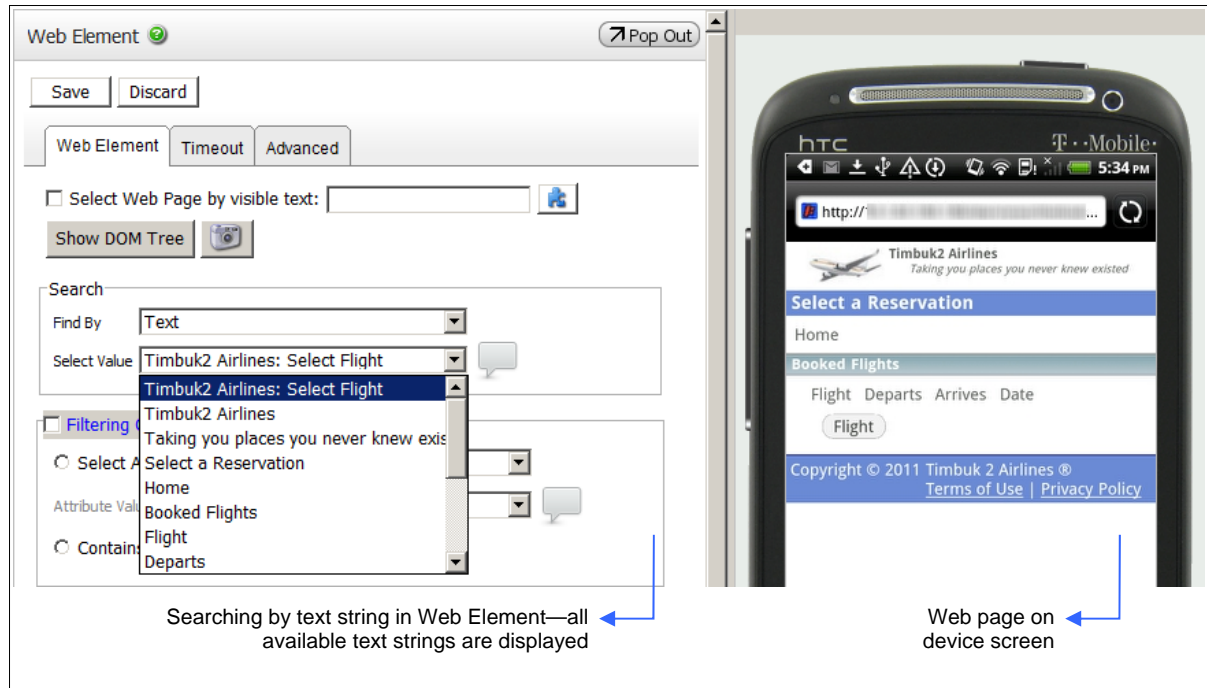 Web Element
Pop Out
Save Discard
Web Element Timeout Advanced
Select Web Page by visible text:
Show DOM Tree
Search
Find By Text
Select Value Timbuk2 Airlines: Select Flight
Timbuk2 Airlines: Select Flight
Timbuk2 Airlines
Taking you places you never knew exis
Select a Reservation
Home
Booked Flights
Flight
Departs
Filtering
Select A
Attribute Valu
Contains
Searching by text string in Web Element—all
available text strings are displayed
hTC
T··Mobile·
5:34 PM
http://
...
Timbuk2 Airlines
Taking you places you never knew existed
Select a Reservation
Home
Booked Flights
Flight Departs Arrives Date
Flight
Copyright © 2011 Timbuk 2 Airlines ®
Terms of Use | Privacy Policy
Web page on
device screen